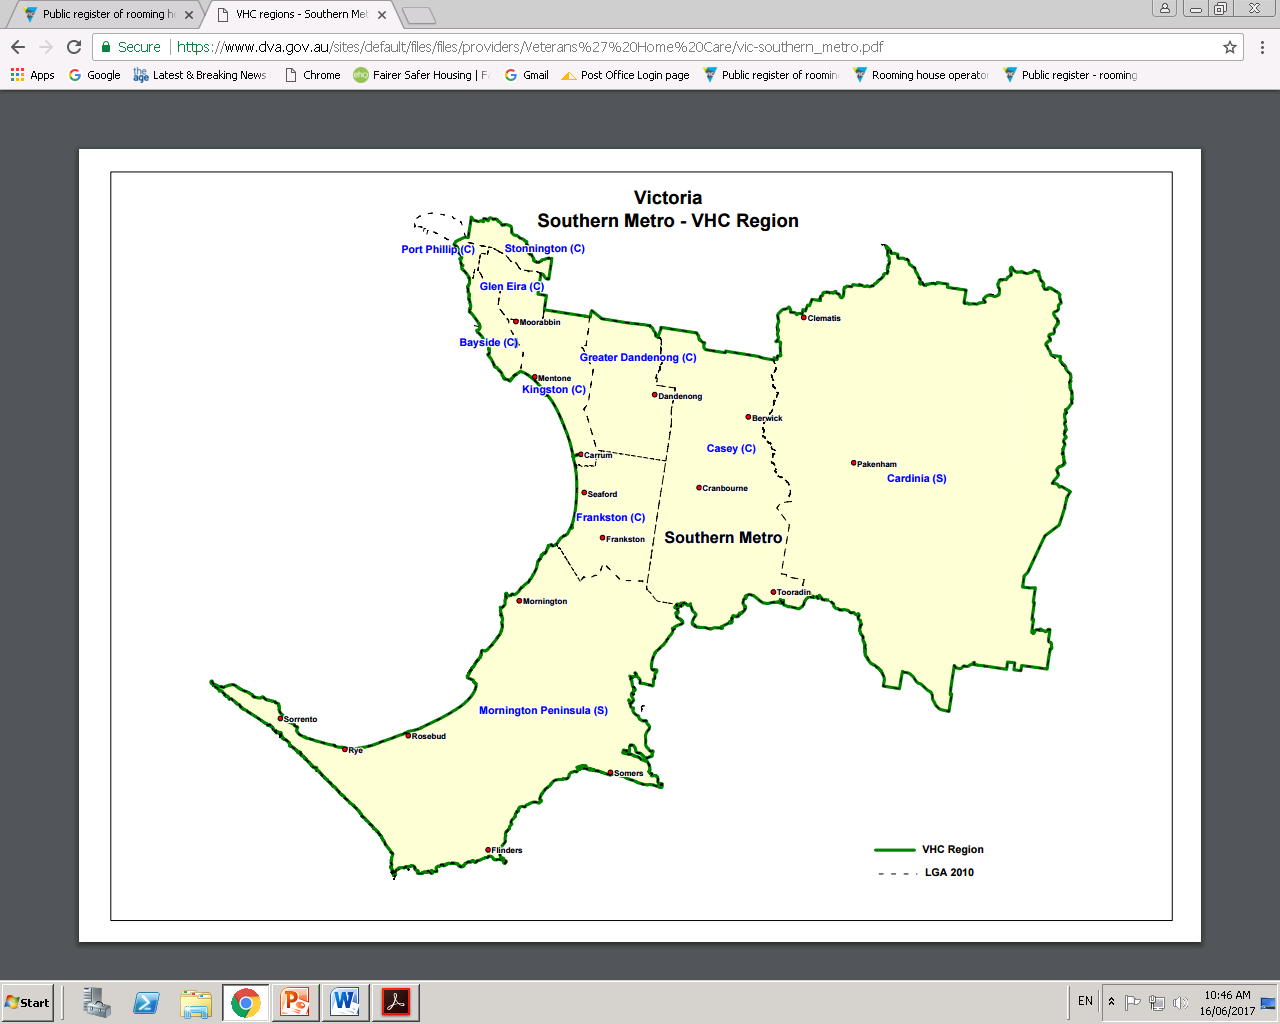 Public register of rooming h
VHC regions - Southern Met
Secure
https://www.dva.gov.au/sites/default/files/files/providers/Veterans%27%20Home%20Care/vic-southern_metro.pdf
Apps
Google
the age
Latest & Breaking News
Chrome
ehc
Fairer Safer Housing | F
Gmail
Post Office Login page
Public register of roomin
Rooming house operato
Public register - rooming
Victoria
Southern Metro - VHC Region
Port Phillip (C)
Stonnington (C)
Glen Eira (C)
Moorabbin
Clematis
Bayside (C)
Greater Dandenong (C)
Mentone
Kingston (C)
Dandenong
Berwick
Casey (C)
Carrum
Pakenham
Cardinia (S)
Cranbourne
Seaford
Frankston (C)
Frankston
Southern Metro
Tooradin
Mornington
Mornington Peninsula (S)
Sorrento
Rosebud
Rye
Somers
Flinders
VHC Region
LGA 2010
Start
EN
10:46 AM
16/06/2017